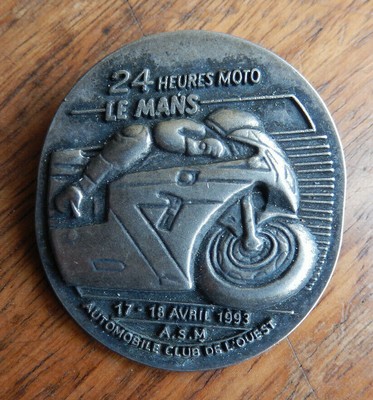 24 HEURES MOTO
LE MANS
17-18 AVRIL 1993
A.S.M
AUTOMOBILE CLUB DE L'OUEST